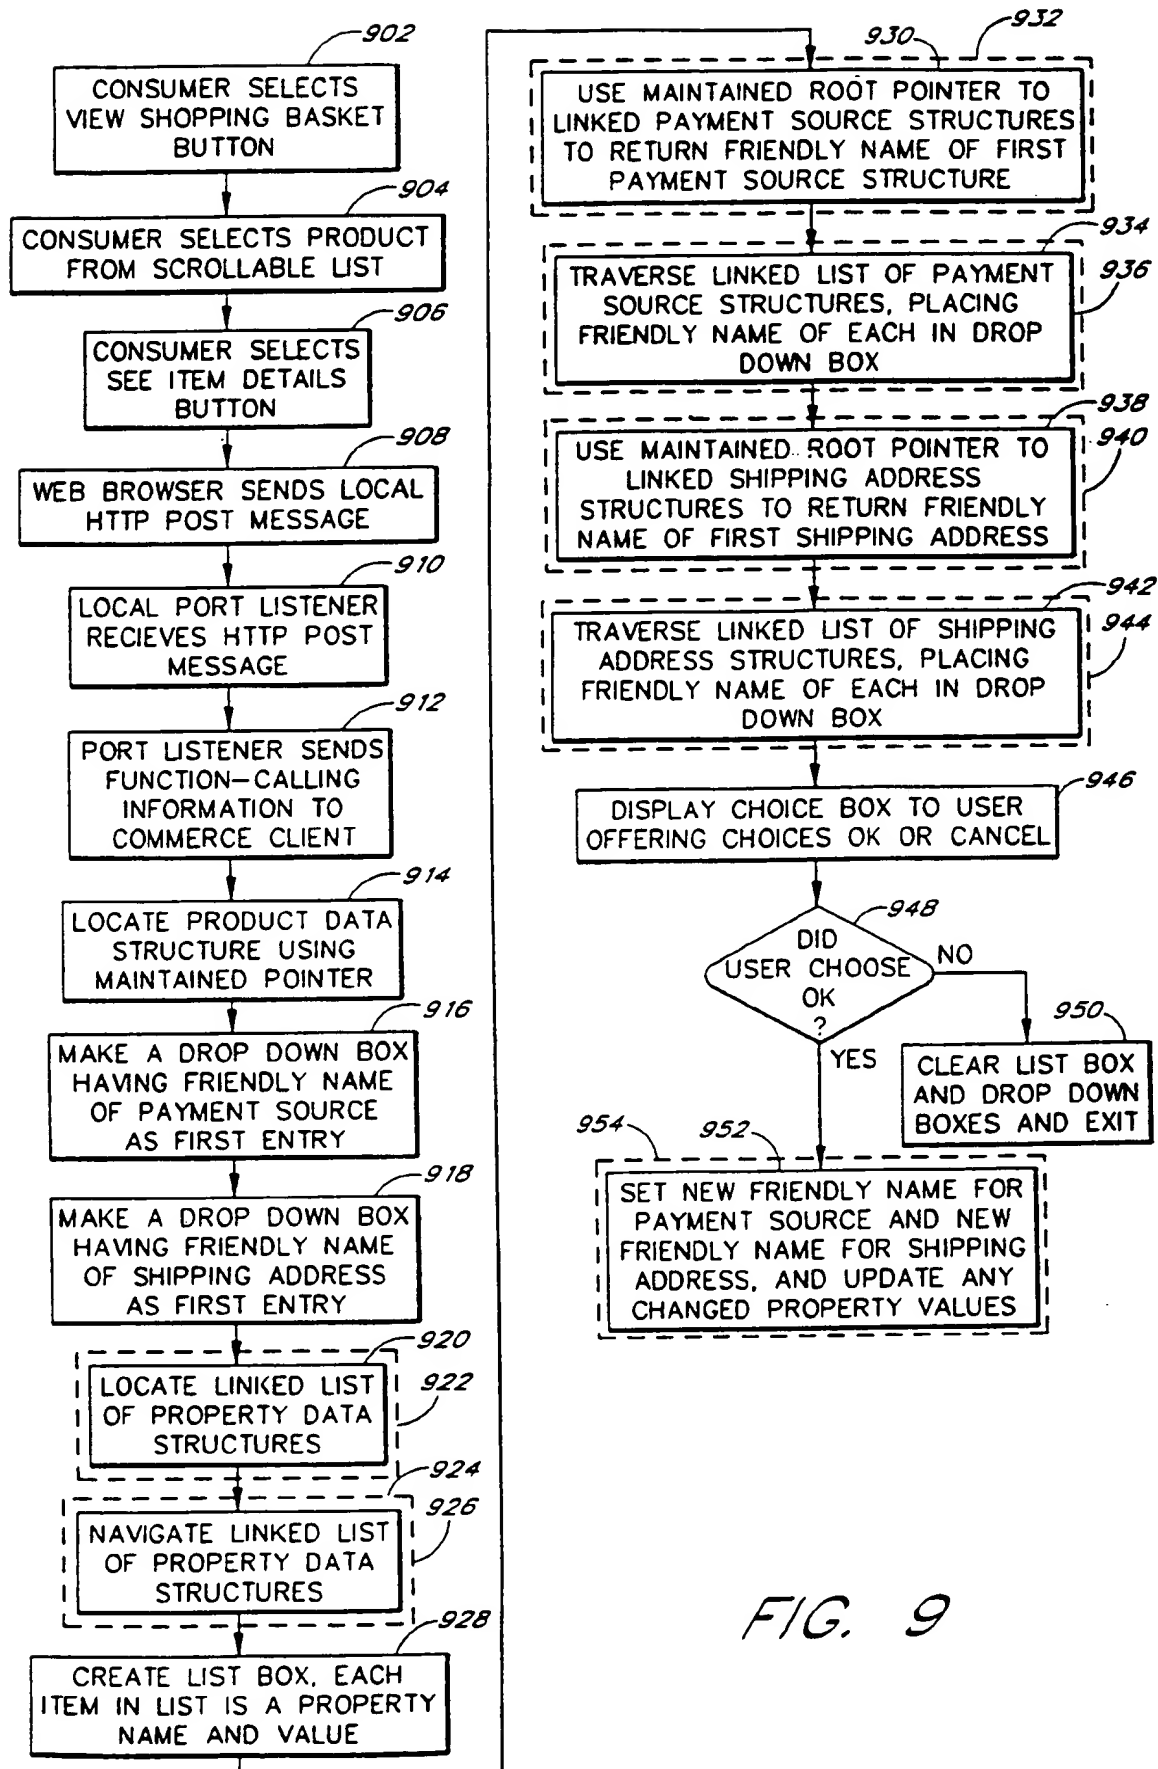 902
CONSUMER SELECTS
VIEW SHOPPING BASKET
BUTTON
904
CONSUMER SELECTS PRODUCT
FROM SCROLLABLE LIST
906
CONSUMER SELECTS
SEE ITEM DETAILS
BUTTON
908
WEB BROWSER SENDS LOCAL
HTTP POST MESSAGE
910
LOCAL PORT LISTENER
RECIEVES HTTP POST
MESSAGE
912
PORT LISTENER SENDS
FUNCTION-CALLING
INFORMATION TO
COMMERCE CLIENT
914
LOCATE PRODUCT DATA
STRUCTURE USING
MAINTAINED POINTER
916
MAKE A DROP DOWN BOX
HAVING FRIENDLY NAME
OF PAYMENT SOURCE
AS FIRST ENTRY
918
MAKE A DROP DOWN BOX
HAVING FRIENDLY NAME
OF SHIPPING ADDRESS
AS FIRST ENTRY
920
922
LOCATE LINKED LIST
OF PROPERTY DATA
STRUCTURES
924
926
NAVIGATE LINKED LIST
OF PROPERTY DATA
STRUCTURES
928
CREATE LIST BOX, EACH
ITEM IN LIST IS A PROPERTY
NAME AND VALUE
930
932
USE MAINTAINED ROOT POINTER TO
LINKED PAYMENT SOURCE STRUCTURES
TO RETURN FRIENDLY NAME OF FIRST
PAYMENT SOURCE STRUCTURE
934
936
TRAVERSE LINKED LIST OF PAYMENT
SOURCE STRUCTURES, PLACING
FRIENDLY NAME OF EACH IN DROP
DOWN BOX
938
940
USE MAINTAINED ROOT POINTER TO
LINKED SHIPPING ADDRESS
STRUCTURES TO RETURN FRIENDLY
NAME OF FIRST SHIPPING ADDRESS
942
944
TRAVERSE LINKED LIST OF SHIPPING
ADDRESS STRUCTURES, PLACING
FRIENDLY NAME OF EACH IN DROP
DOWN BOX
946
DISPLAY CHOICE BOX TO USER
OFFERING CHOICES OK OR CANCEL
948
DID
USER CHOOSE
OK
?
NO
YES
950
CLEAR LIST BOX
AND DROP DOWN
BOXES AND EXIT
954
952
SET NEW FRIENDLY NAME FOR
PAYMENT SOURCE AND NEW
FRIENDLY NAME FOR SHIPPING
ADDRESS, AND UPDATE ANY
CHANGED PROPERTY VALUES
FIG. 9